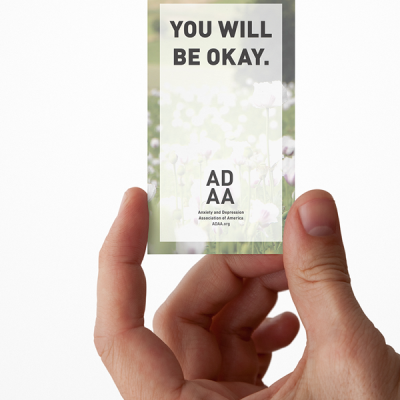 YOU WILL
BE OKAY.
AD
AA
Anxiety and Depression
Association of America
ADAA.org